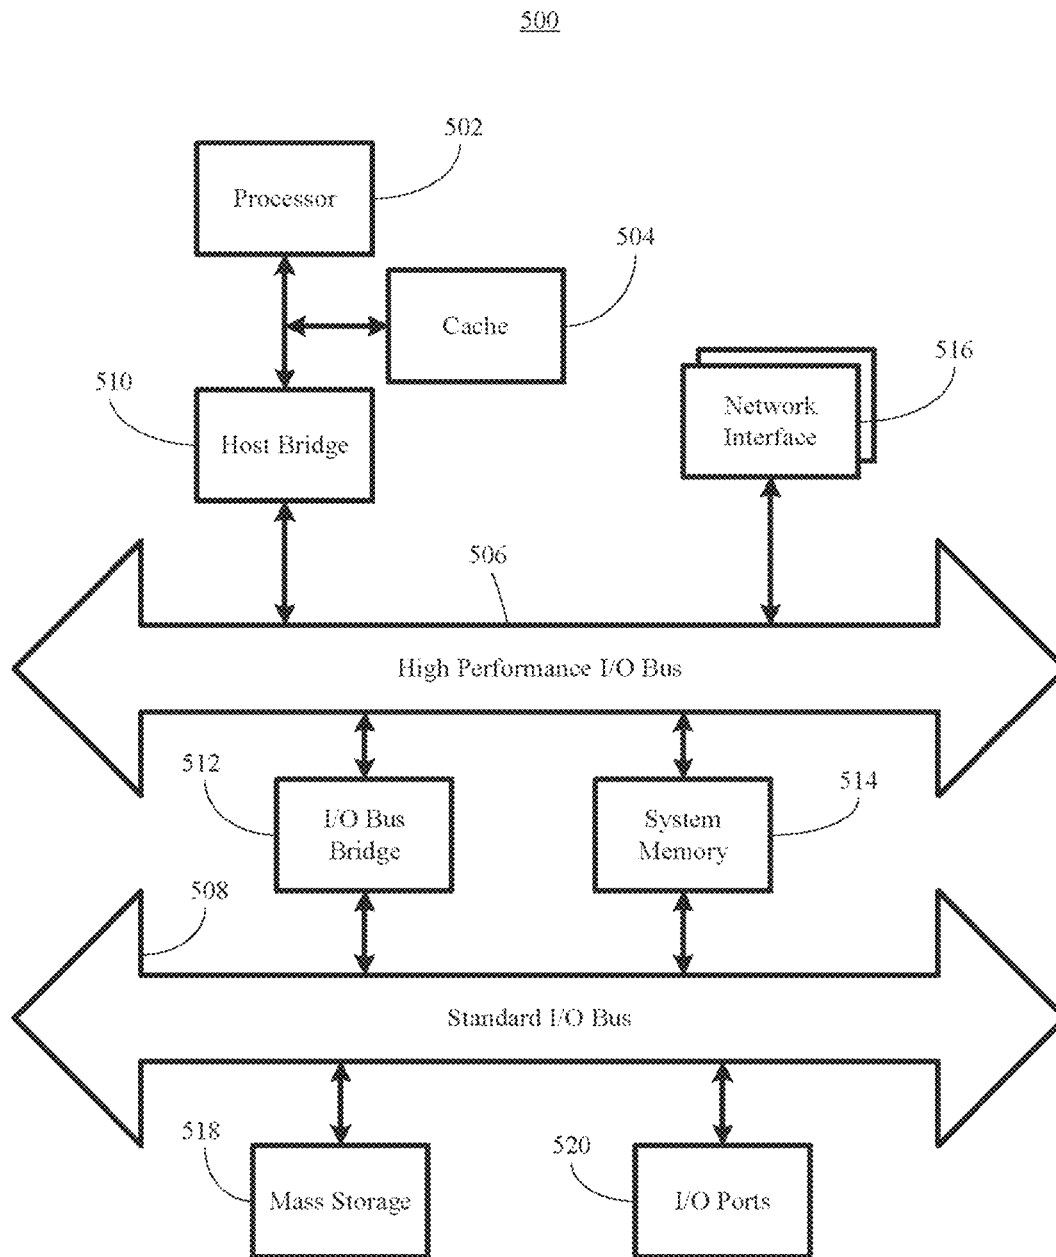 500
502
Processor
504
Cache
510
Host Bridge
516
Network
Interface
506
High Performance I/O Bus
512
I/O Bus
Bridge
514
System
Memory
508
Standard I/O Bus
518
Mass Storage
520
I/O Ports